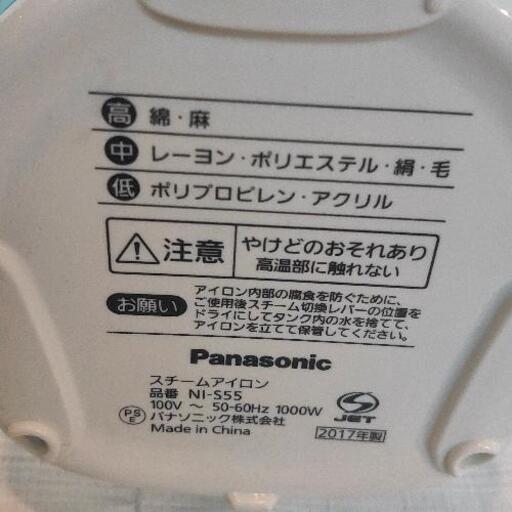 高 綿・麻
中 レーヨン・ポリエステル・絹・毛
低 ポリプロピレン・アクリル
注意 やけどのおそれあり
高温部に触れない
お願い アイロン内部の腐食を防ぐために、
ご使用後スチーム切換レバーの位置を
ドライにしてタンク内の水を捨てて、
アイロンを立てて保管してください。
Panasonic
スチームアイロン
品番 NI-S55
100V ～ 50-60Hz 1000W
パナソニック株式会社
Made in China
PSE
JET
2017年製